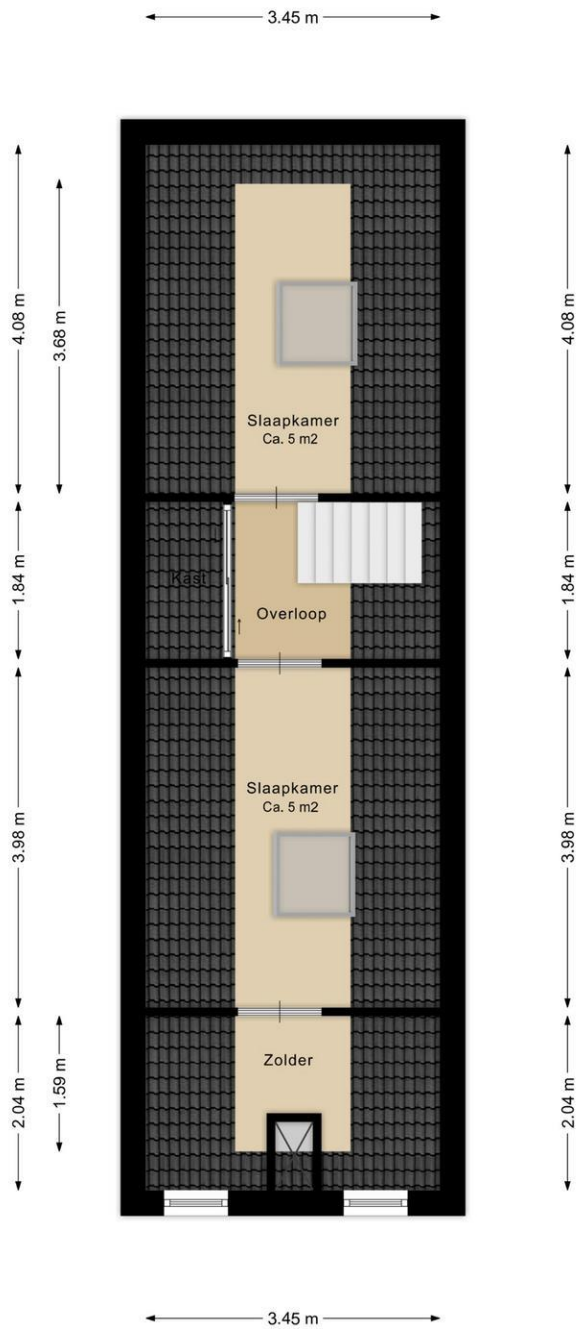 3.45 m
4.08 m
3.68 m
4.08 m
Slaapkamer
Ca. 5 m2
1.84 m
Kast
Overloop
1.84 m
Slaapkamer
Ca. 5 m2
3.98 m
3.98 m
Zolder
2.04 m
1.59 m
2.04 m
3.45 m